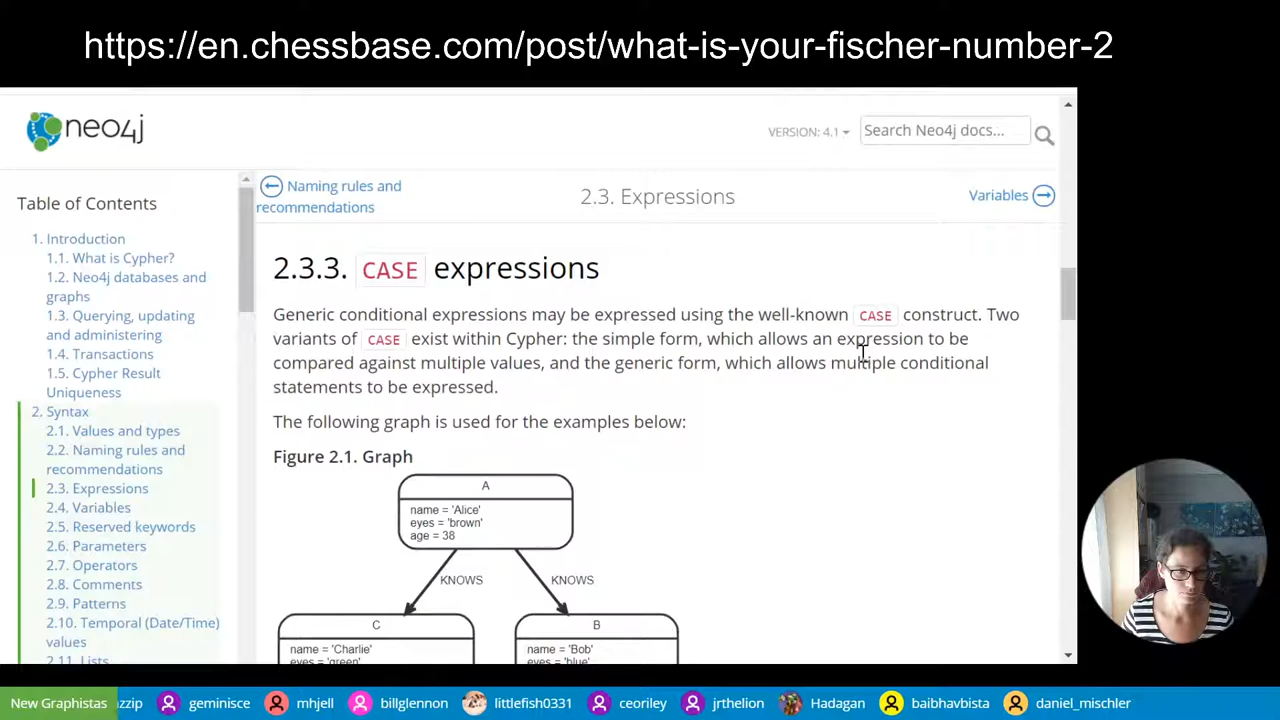 https://en.chessbase.com/post/what-is-your-fischer-number-2
neo4j
VERSION: 4.1
Search Neo4j docs...
Table of Contents
1. Introduction
1.1. What is Cypher?
1.2. Neo4j databases and
graphs
1.3. Querying, updating
and administering
1.4. Transactions
1.5. Cypher Result
Uniqueness
2. Syntax
2.1. Values and types
2.2. Naming rules and
recommendations
2.3. Expressions
2.4. Variables
2.5. Reserved keywords
2.6. Parameters
2.7. Operators
2.8. Comments
2.9. Patterns
2.10. Temporal (Date/Time)
values
2.11. Lists
Naming rules and
recommendations
2.3. Expressions
Variables
2.3.3. CASE expressions
Generic conditional expressions may be expressed using the well-known CASE construct. Two
variants of CASE exist within Cypher: the simple form, which allows an expression to be
compared against multiple values, and the generic form, which allows multiple conditional
statements to be expressed.
The following graph is used for the examples below:
Figure 2.1. Graph
A
name = 'Alice'
eyes = 'brown'
age = 38
KNOWS
KNOWS
C
name = 'Charlie'
eyes = 'green'
B
name = 'Bob'
eyes = 'blue'
New Graphistas
zzip
geminisce
mhjell
billglennon
littlefish0331
ceoriley
jrthelion
Hadagan
baibhavbista
daniel_mischler